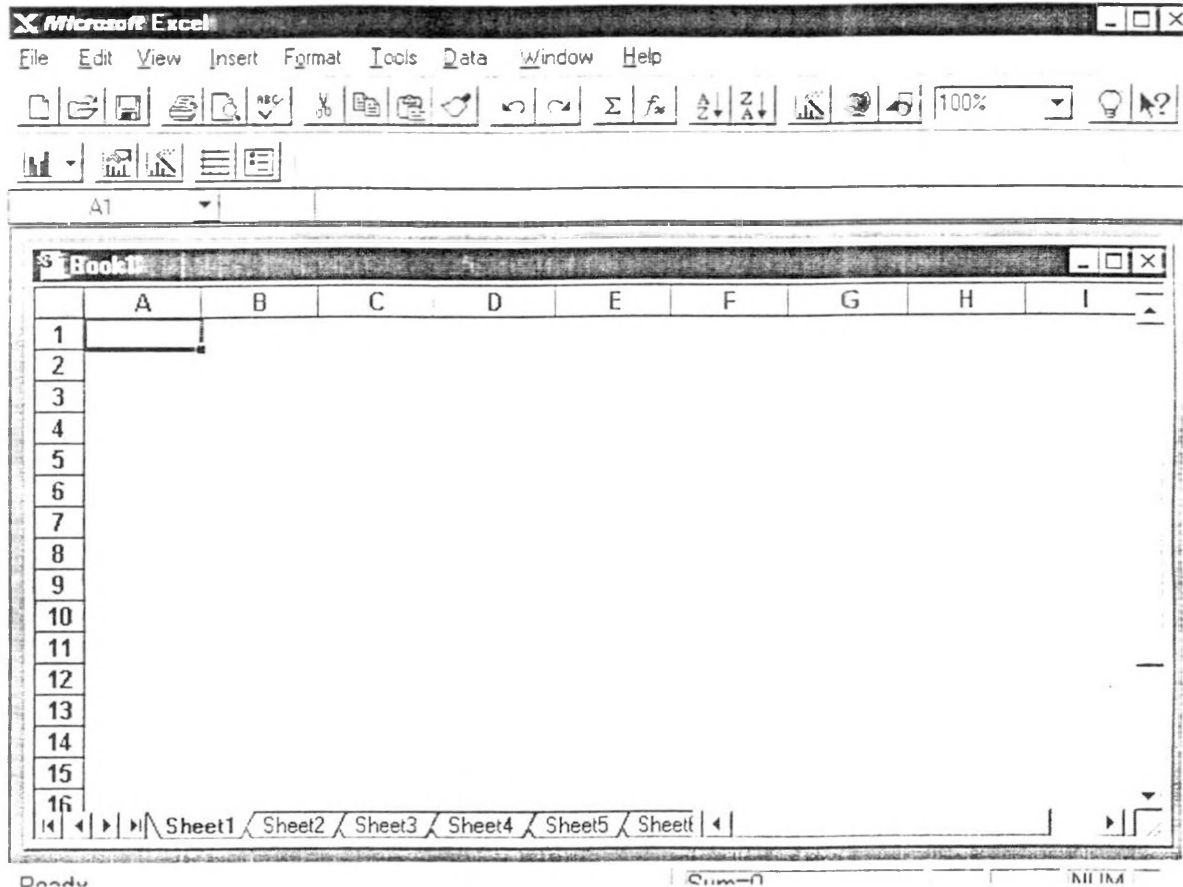 Microsoft Excel
File Edit View Insert Format Tools Data Window Help
ABC A Z Z A 100% ?
A1
Book1
A B C D E F G H I
1
2
3
4
5
6
7
8
9
10
11
12
13
14
15
16
Sheet1 Sheet2 Sheet3 Sheet4 Sheet5
Ready Sum=0 NUM